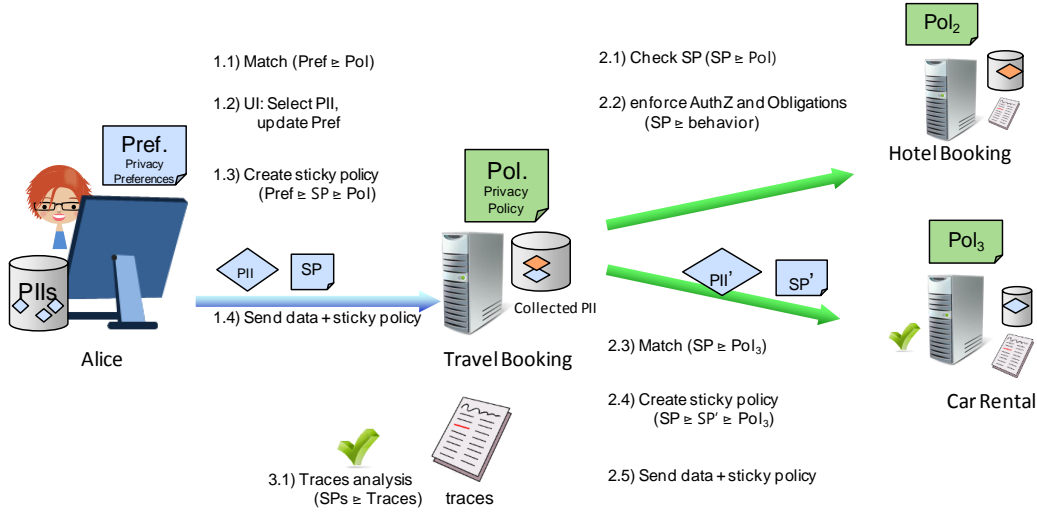 1.1) Match (Pref ⊵ Pol)
1.2) UI: Select PII,
update Pref
1.3) Create sticky policy
(Pref ⊵ SP ⊵ Pol)
Pref.
Privacy
Preferences
PIIs
Alice
PII
SP
1.4) Send data + sticky policy
Pol.
Privacy
Policy
Collected PII
Travel Booking
2.1) Check SP (SP ⊵ Pol)
2.2) enforce AuthZ and Obligations
(SP ⊵ behavior)
Pol₂
Hotel Booking
PII'
SP'
Pol₃
Car Rental
2.3) Match (SP ⊵ Pol₃)
2.4) Create sticky policy
(SP ⊵ SP' ⊵ Pol₃)
2.5) Send data + sticky policy
3.1) Traces analysis
(SPs ⊵ Traces)
traces